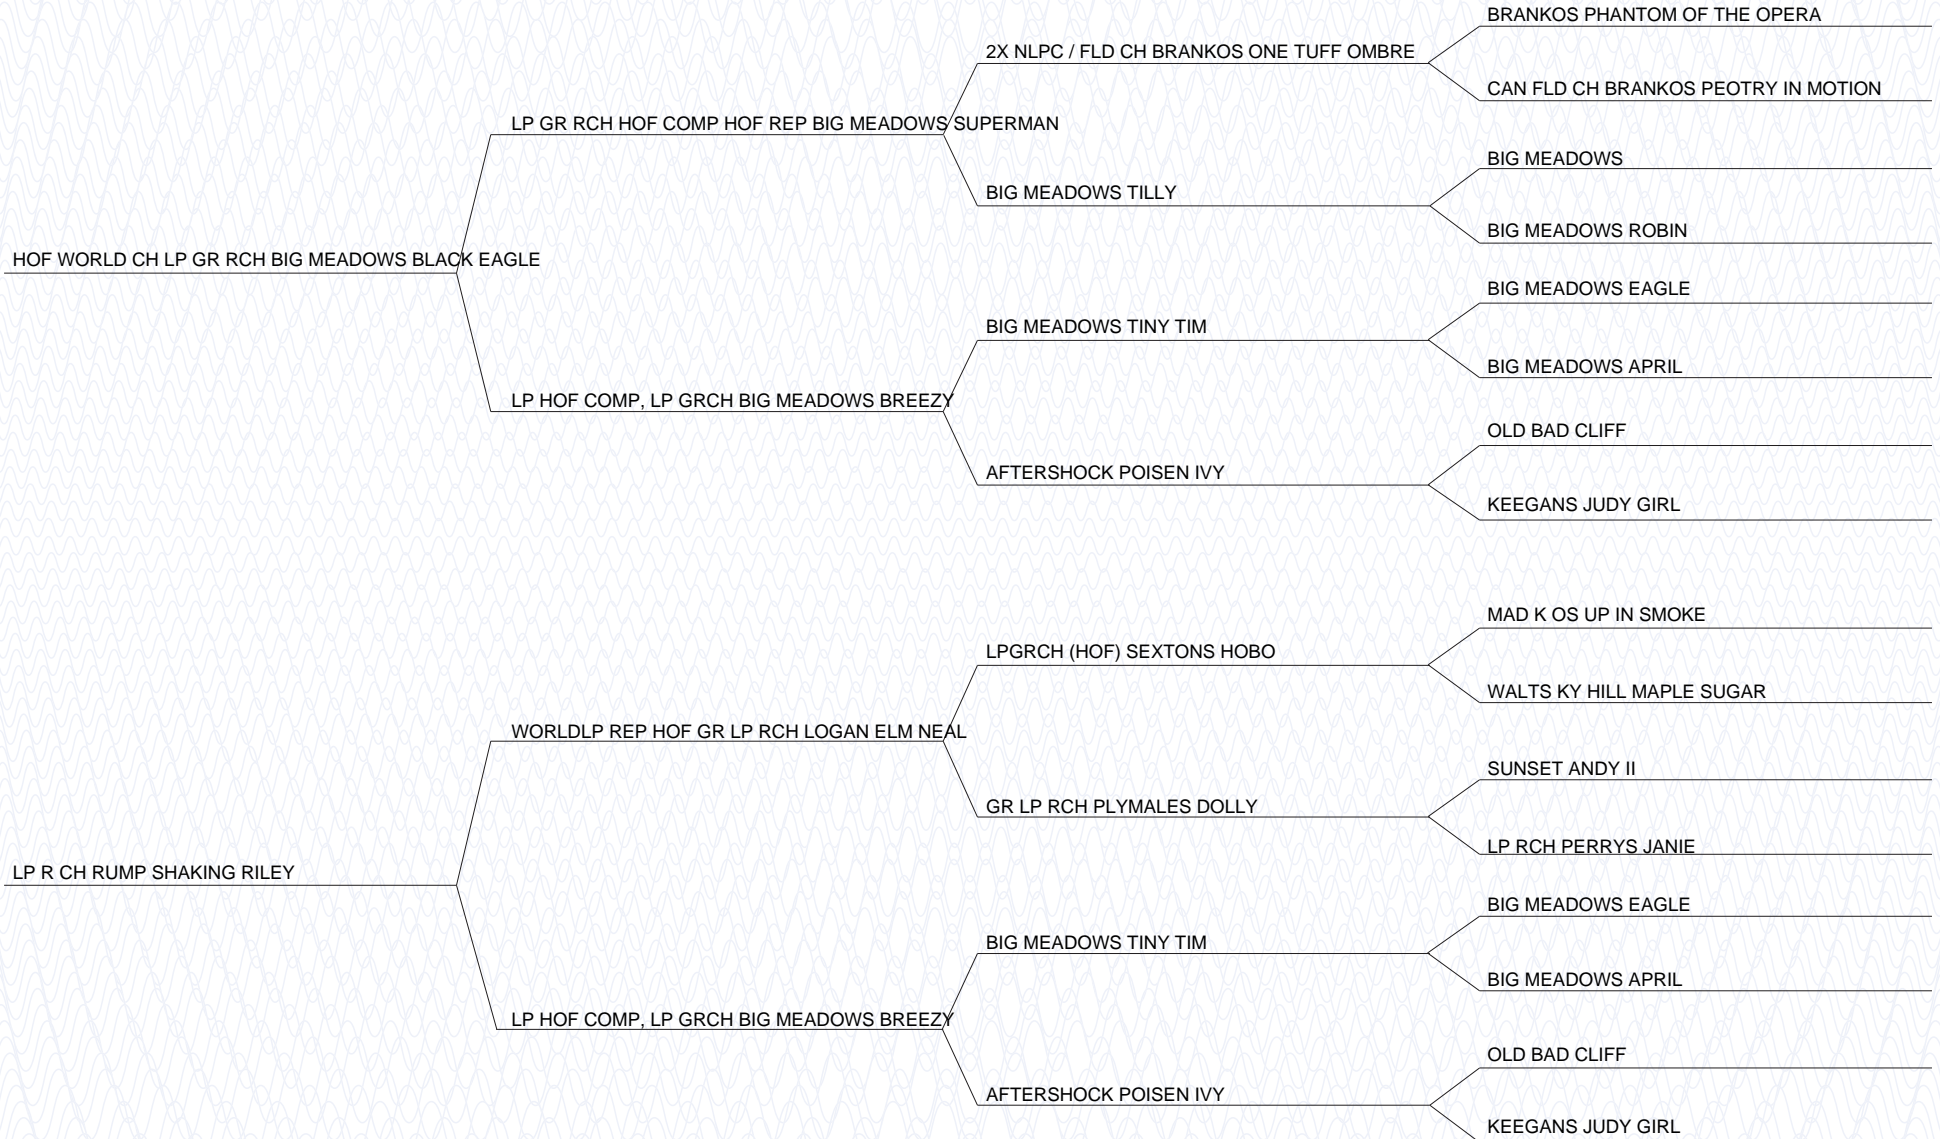 BRANKOS PHANTOM OF THE OPERA
2X NLPC / FLD CH BRANKOS ONE TUFF OMBRE
CAN FLD CH BRANKOS PEOTRY IN MOTION
LP GR RCH HOF COMP HOF REP BIG MEADOWS SUPERMAN
BIG MEADOWS
BIG MEADOWS TILLY
BIG MEADOWS ROBIN
HOF WORLD CH LP GR RCH BIG MEADOWS BLACK EAGLE
BIG MEADOWS EAGLE
BIG MEADOWS TINY TIM
BIG MEADOWS APRIL
LP HOF COMP, LP GRCH BIG MEADOWS BREEZY
OLD BAD CLIFF
AFTERSHOCK POISEN IVY
KEEGANS JUDY GIRL
MAD K OS UP IN SMOKE
LPGRCH (HOF) SEXTONS HOBO
WALTS KY HILL MAPLE SUGAR
WORLDLP REP HOF GR LP RCH LOGAN ELM NEAL
SUNSET ANDY II
GR LP RCH PLYMALES DOLLY
LP RCH PERRYS JANIE
LP R CH RUMP SHAKING RILEY
BIG MEADOWS EAGLE
BIG MEADOWS TINY TIM
BIG MEADOWS APRIL
LP HOF COMP, LP GRCH BIG MEADOWS BREEZY
OLD BAD CLIFF
AFTERSHOCK POISEN IVY
KEEGANS JUDY GIRL